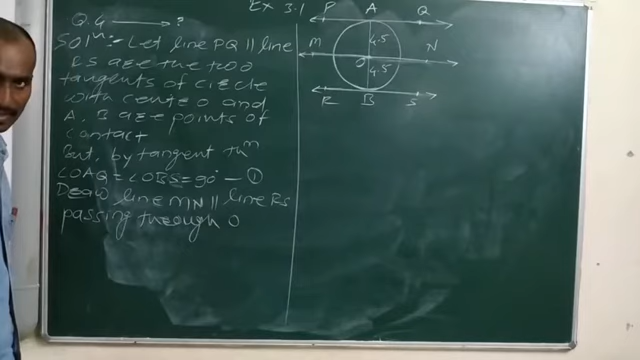 Ex 3.1
Q. 4 ?
Solⁿ:- Let line PQ || line
RS are the two
tangents of circle
with centre O and
A. B are points of
contact
But, by tangent thᵐ
∠OAQ = ∠OBS = 90° — ①
Draw line MN || line RS
passing through O
P A Q
4.5
M O N
4.5
R B S